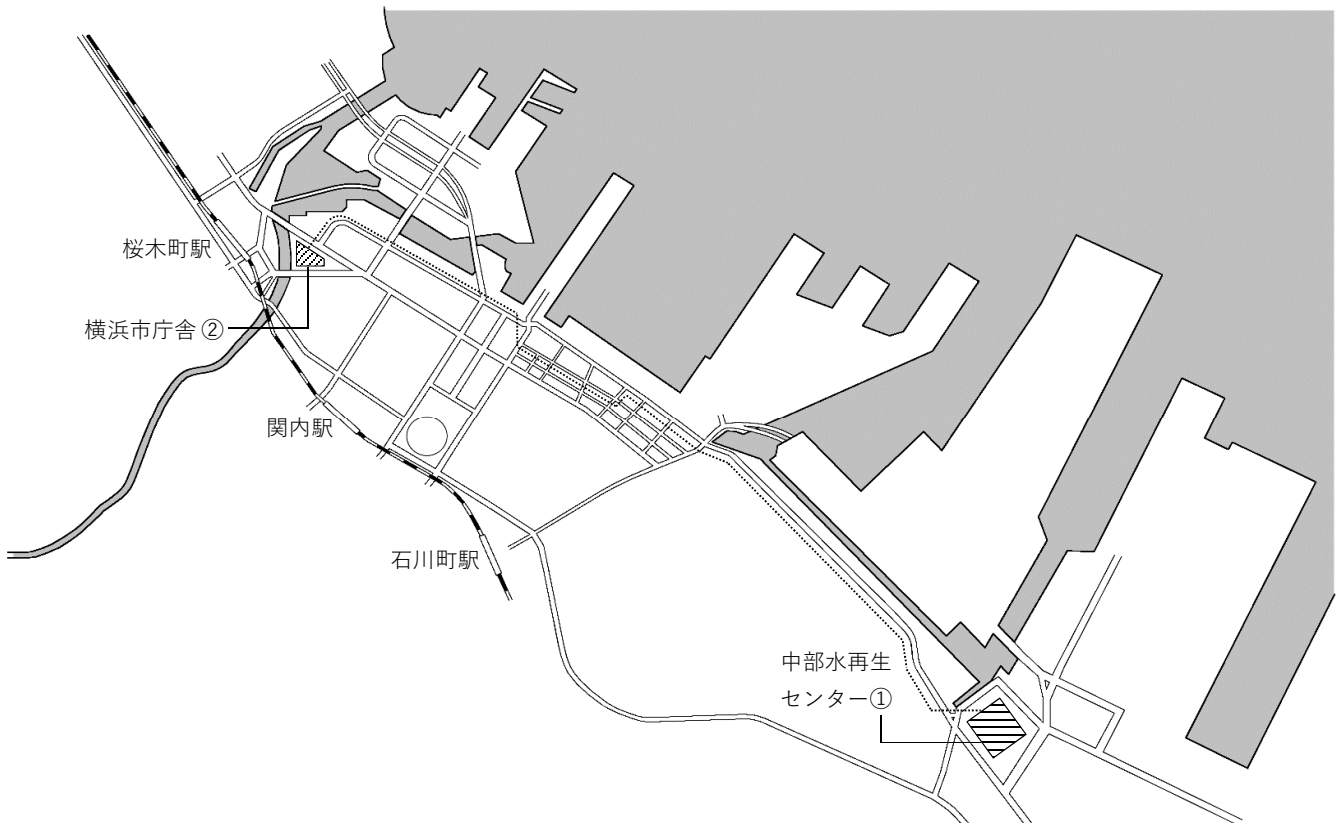 桜木町駅
横浜市庁舎②
関内駅
石川町駅
中部水再生
センター①